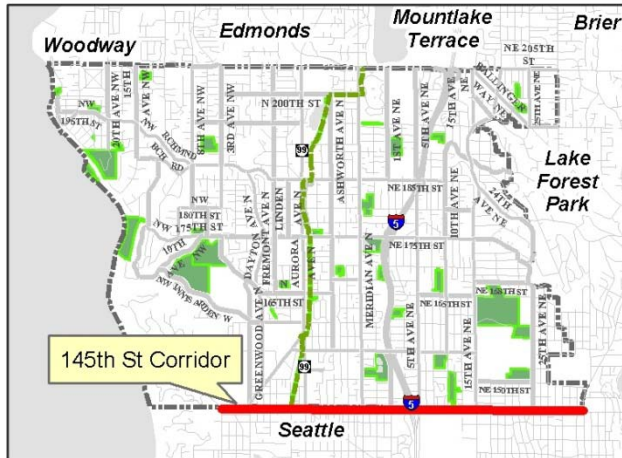 Edmonds
Mountlake
Terrace
Brier
Woodway
NE 205TH
ST
BALLINGER
WAY NE
25TH AVE NE
15TH
AVE NW
20TH AVE NW
8TH AVE NW
3RD AVE NW
N 200TH ST
ASHWORTH AVE N
1ST AVE NE
5TH AVE NE
15TH AVE NE
NW
195TH ST
NW
RICHMND
BCH RD
99
Lake
Forest
Park
24TH
AVE NE
NE 185TH ST
10TH AVE NE
NW
180TH ST
NW 175TH ST
10TH
AVE NW
DAYTON AVE N
FREMONT AVE N
LINDEN
AURORA
AVE N
AVE N
5
NE 175TH ST
MERIDIAN AVE N
NW INNIS ARDEN W
165TH ST
NE 165TH ST
NE 168TH ST
GREENWOOD AVE N
5TH AVE NE
15TH AVE NE
25TH AVE NE
99
NE 150TH ST
145th St Corridor
5
Seattle